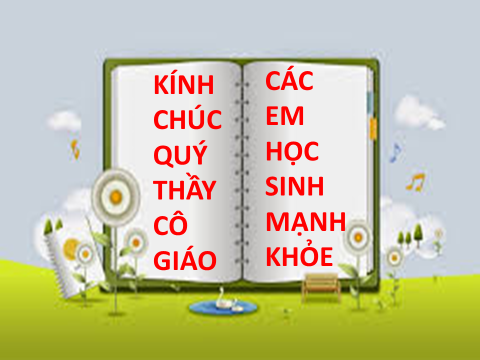 KÍNH
CHÚC
QUÝ
THẦY
CÔ
GIÁO
CÁC
EM
HỌC
SINH
MẠNH
KHỎE